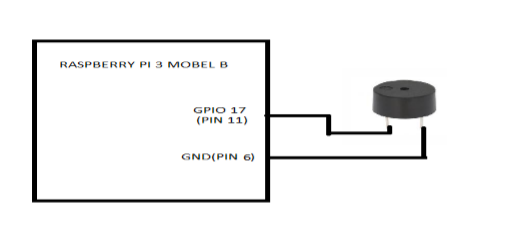 RASPBERRY PI 3 MOBEL B
GPIO 17
(PIN 11)
GND(PIN 6)